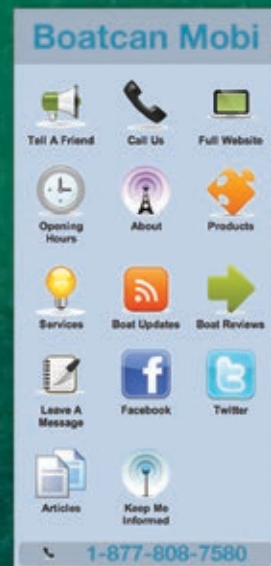 Boatcan Mobi
Tell A Friend
Call Us
Full Website
Opening
Hours
About
Products
Services
Boat Updates
Boat Reviews
Leave A
Message
Facebook
Twitter
Articles
Keep Me
Informed
1-877-808-7580